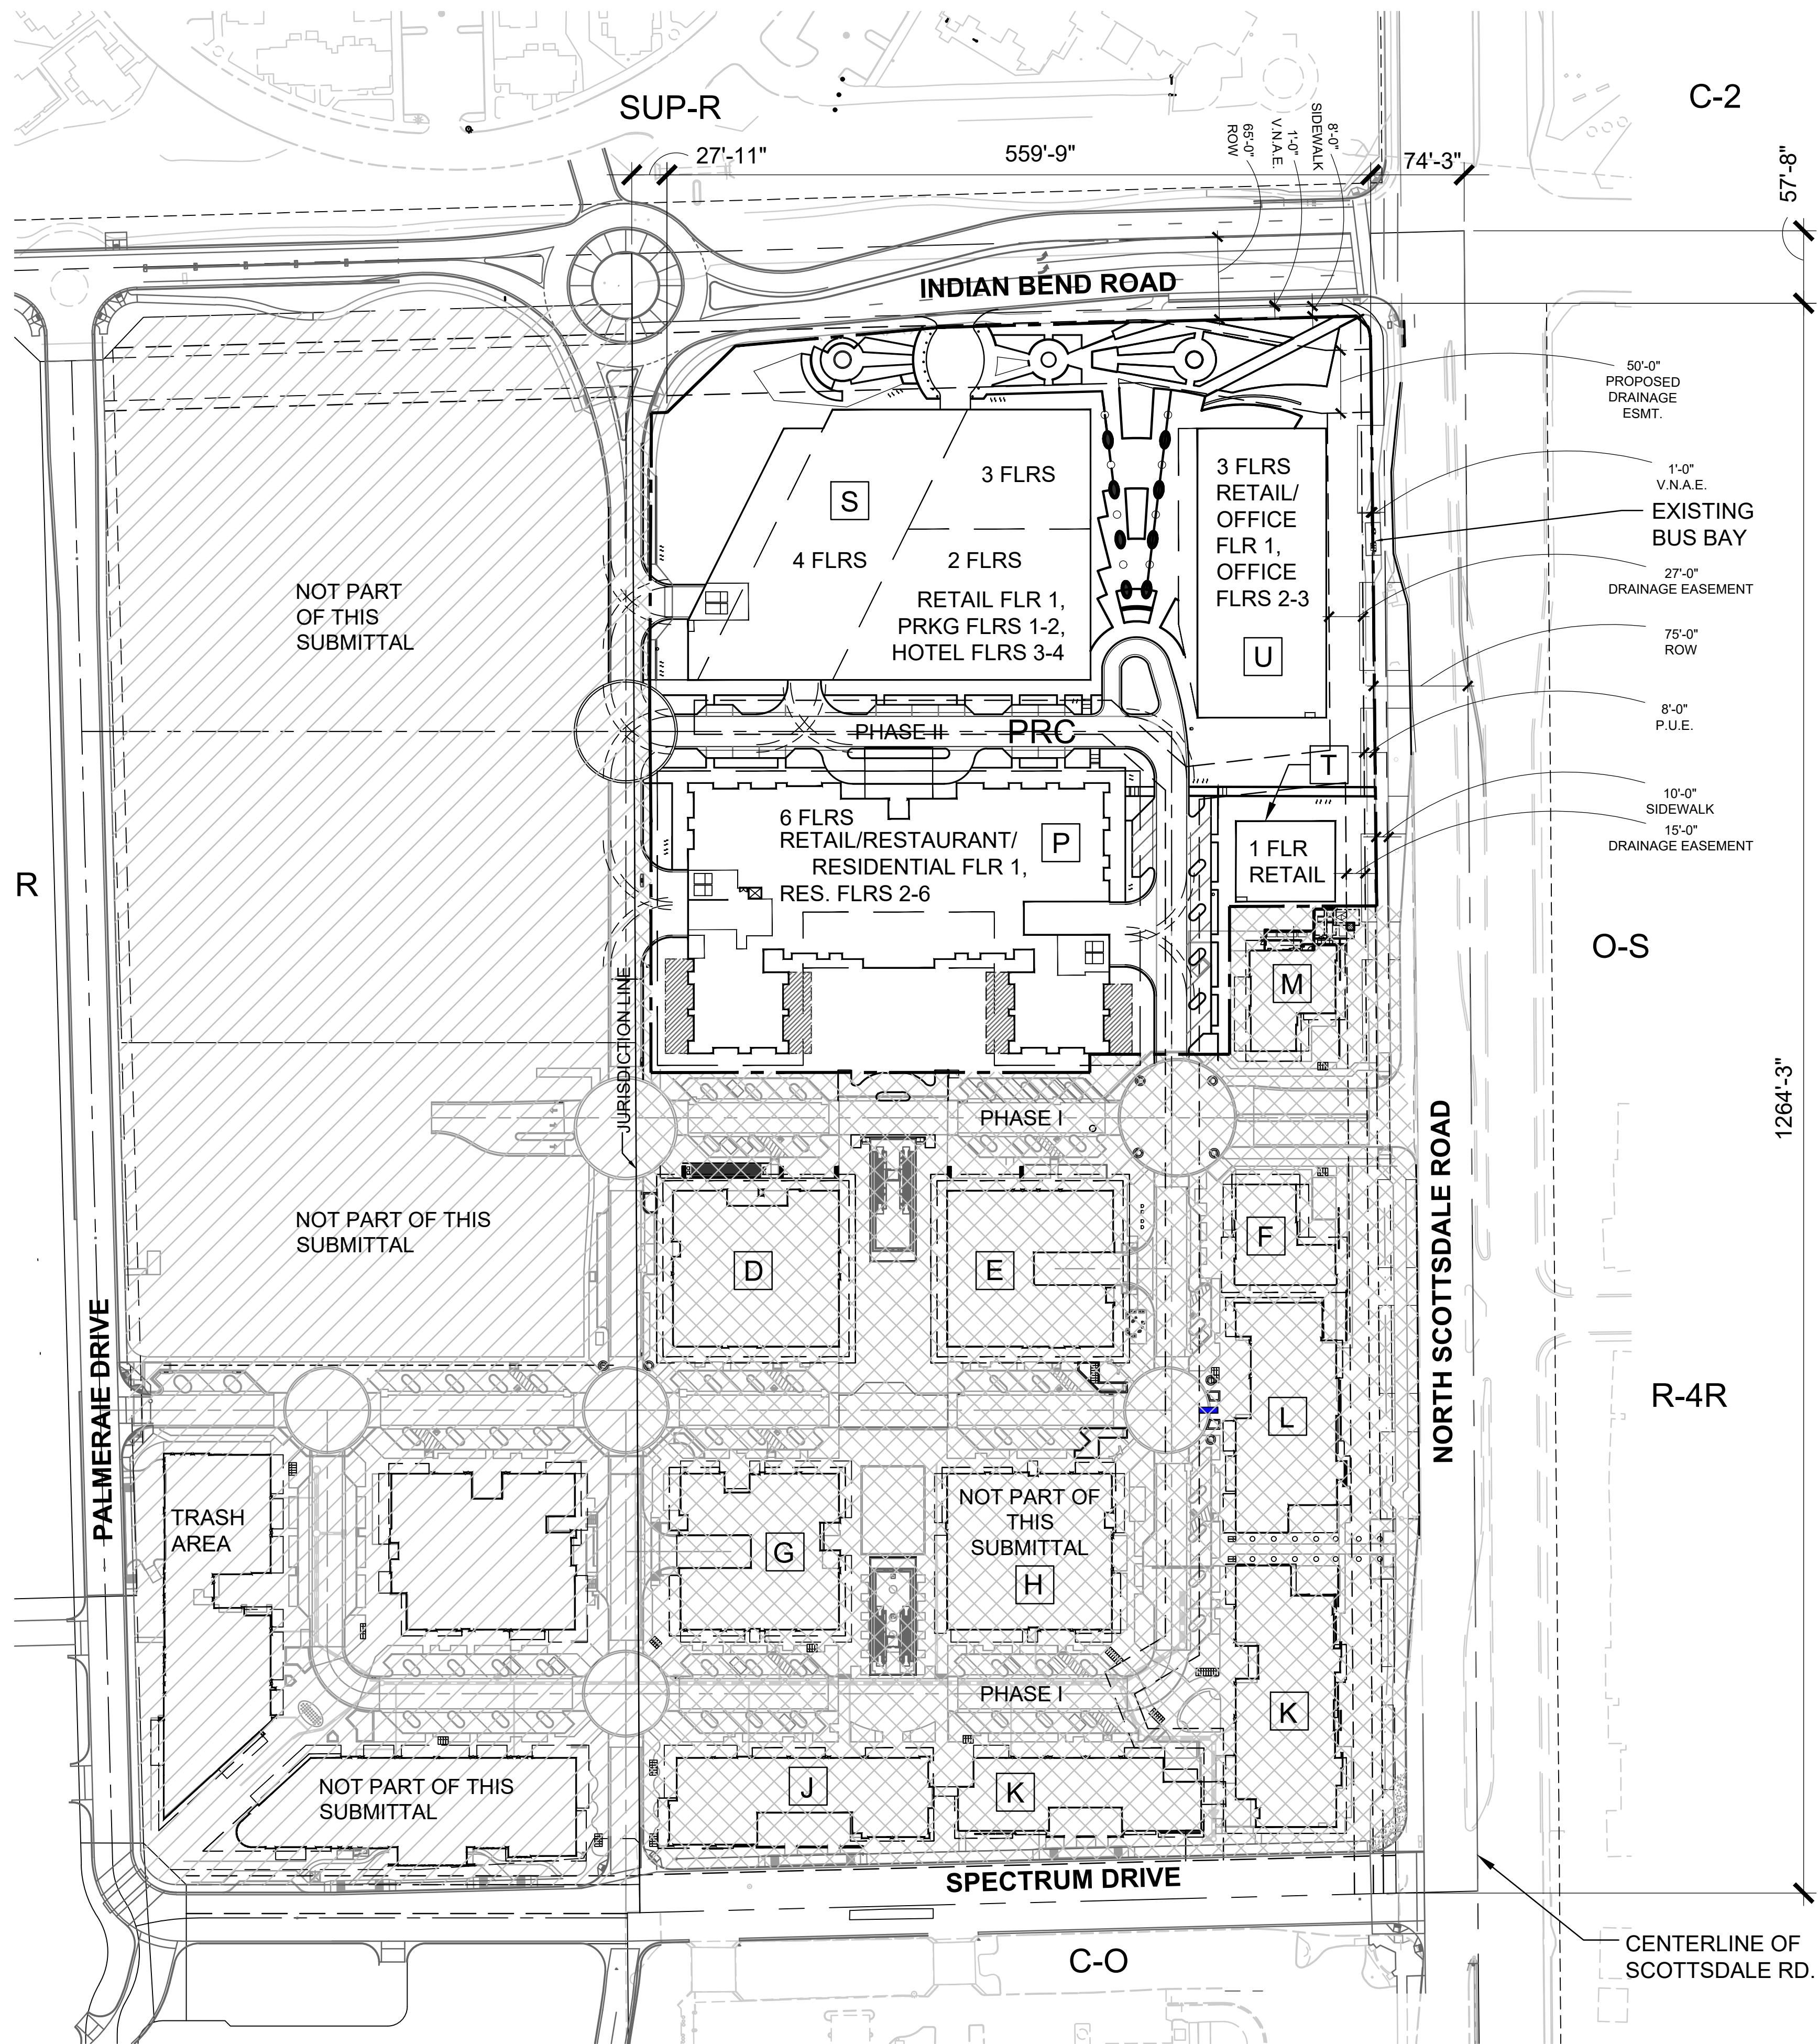 SUP-R
C-2
27'-11"
559'-9"
65'-0"
ROW
1'-0"
V.N.A.E.
8'-0"
SIDEWALK
74'-3"
57'-8"
INDIAN BEND ROAD
50'-0"
PROPOSED
DRAINAGE
ESMT.
1'-0"
V.N.A.E.
EXISTING
BUS BAY
27'-0"
DRAINAGE EASEMENT
75'-0"
ROW
8'-0"
P.U.E.
10'-0"
SIDEWALK
15'-0"
DRAINAGE EASEMENT
NOT PART
OF THIS
SUBMITTAL
S
3 FLRS
4 FLRS
2 FLRS
RETAIL FLR 1,
PRKG FLRS 1-2,
HOTEL FLRS 3-4
3 FLRS
RETAIL/
OFFICE
FLR 1,
OFFICE
FLRS 2-3
U
PHASE II
PRC
T
6 FLRS
RETAIL/RESTAURANT/
RESIDENTIAL FLR 1,
RES. FLRS 2-6
P
1 FLR
RETAIL
R
O-S
M
JURISDICTION LINE
PHASE I
1264'-3"
NORTH SCOTTSDALE ROAD
NOT PART OF THIS
SUBMITTAL
D
E
F
PALMERAIE DRIVE
L
R-4R
TRASH
AREA
G
NOT PART OF
THIS
SUBMITTAL
H
PHASE I
K
NOT PART OF THIS
SUBMITTAL
J
K
SPECTRUM DRIVE
C-O
CENTERLINE OF
SCOTTSDALE RD.